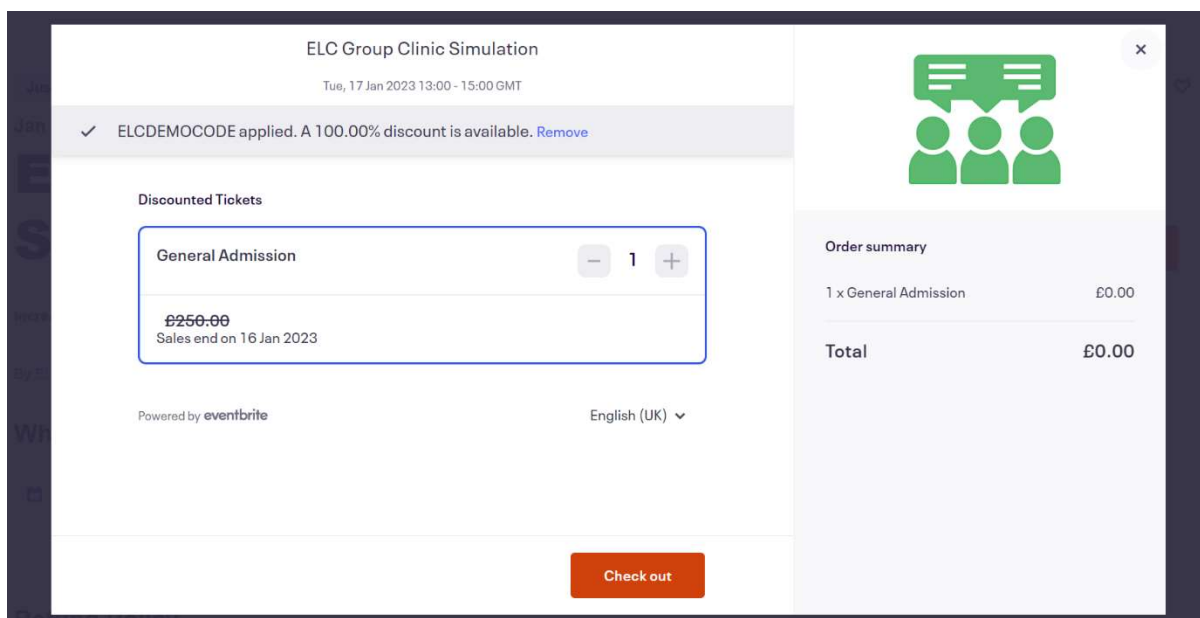 ELC Group Clinic Simulation
Tue, 17 Jan 2023 13:00 - 15:00 GMT
ELCDEMOCODE applied. A 100.00% discount is available. Remove
Discounted Tickets
General Admission
1
£250.00
Sales end on 16 Jan 2023
Powered by eventbrite
English (UK)
Check out
Order summary
1 x General Admission £0.00
Total £0.00